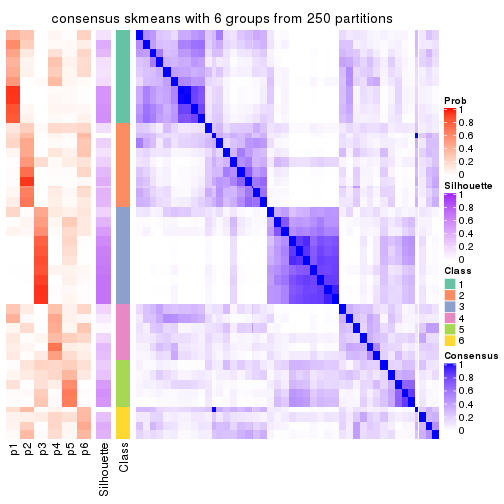 consensus skmeans with 6 groups from 250 partitions
Prob
1
0.8
0.6
0.4
0.2
0
Silhouette
1
0.8
0.6
0.4
0.2
0
Class
1
2
3
4
5
6
Consensus
1
0.8
0.6
0.4
0.2
0
p1
p2
p3
p4
p5
p6
Silhouette
Class